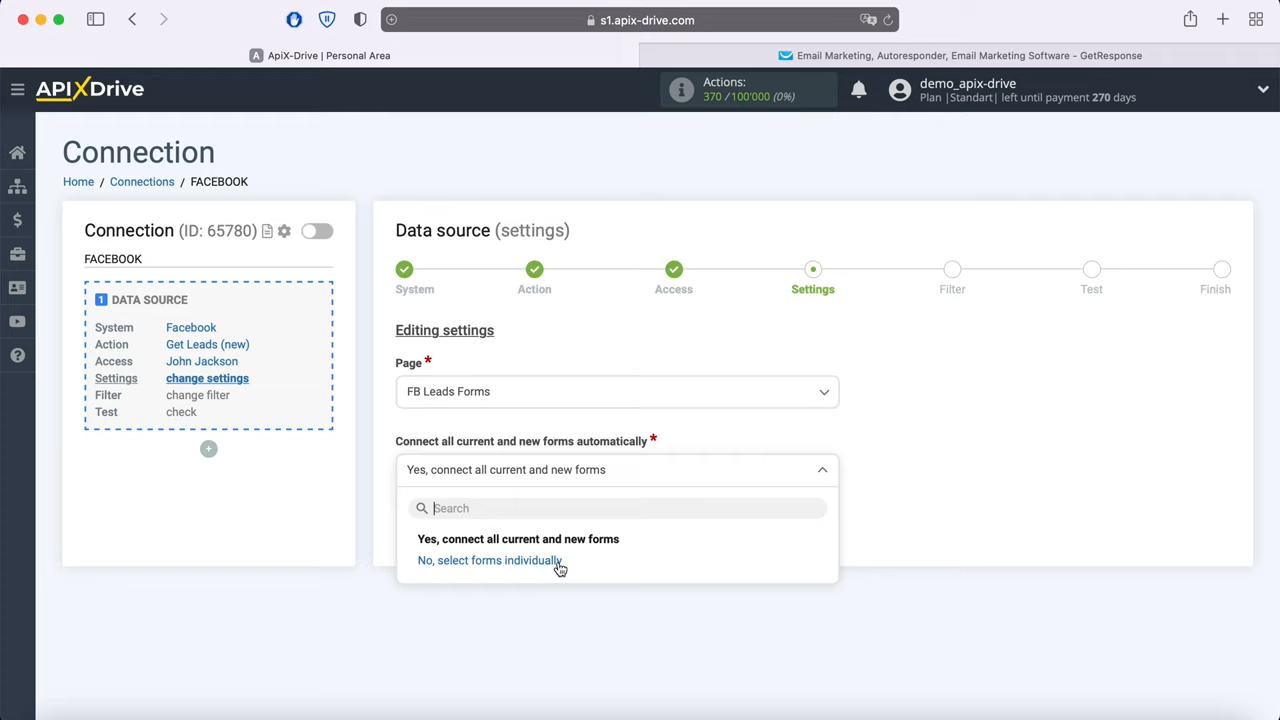 s1.apix-drive.com
A ApiX-Drive | Personal Area
Email Marketing, Autoresponder, Email Marketing Software - GetResponse
APIXDrive
Actions:
370 / 100'000 (0%)
demo_apix-drive
Plan |Standart| left until payment 270 days
Connection
Home / Connections / FACEBOOK
Connection (ID: 65780)
FACEBOOK
1 DATA SOURCE
System Facebook
Action Get Leads (new)
Access John Jackson
Settings change settings
Filter change filter
Test check
Data source (settings)
System Action Access Settings Filter Test Finish
Editing settings
Page*
FB Leads Forms
Connect all current and new forms automatically*
Yes, connect all current and new forms
Search
Yes, connect all current and new forms
No, select forms individually